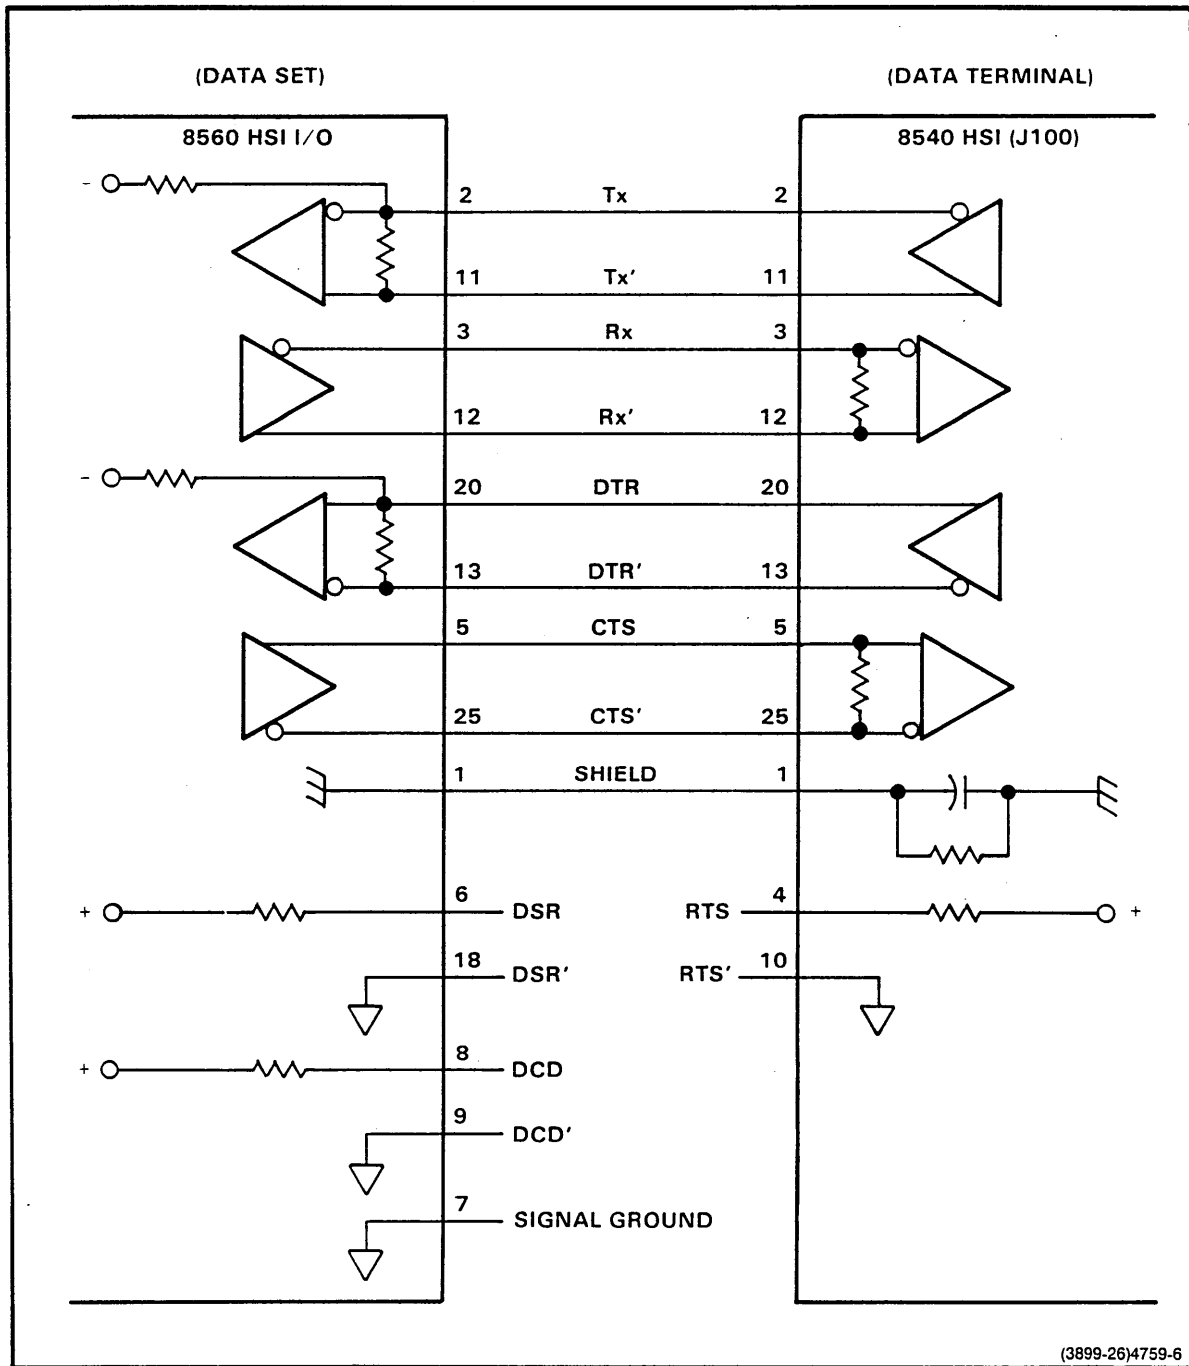 (DATA SET) (DATA TERMINAL)
8560 HSI I/O 8540 HSI (J100)
-
2 Tx 2
11 Tx' 11
3 Rx 3
12 Rx' 12
-
20 DTR 20
13 DTR' 13
5 CTS 5
25 CTS' 25
1 SHIELD 1
+ 6 DSR RTS 4 +
18 DSR' RTS' 10
+ 8 DCD
9 DCD'
7 SIGNAL GROUND
(3899-26)4759-6